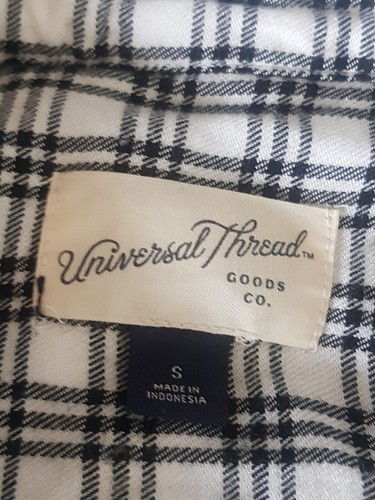 Universal Thread™
GOODS
CO.
S
MADE IN
INDONESIA